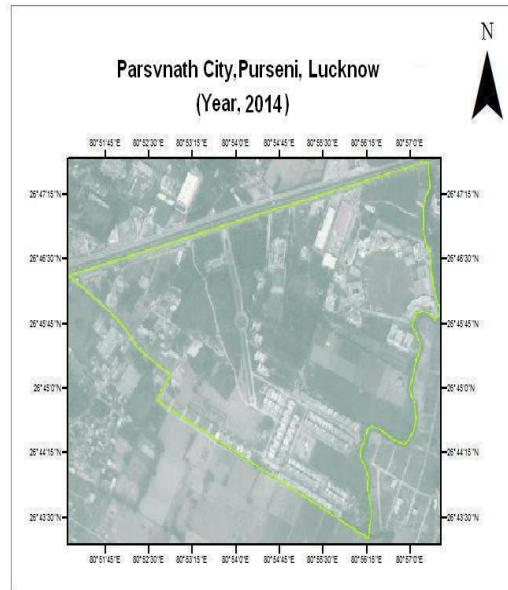 N
Parsvnath City,Purseni, Lucknow
(Year, 2014)
80°51'45"E 80°52'30"E 80°53'15"E 80°54'0"E 80°54'45"E 80°55'30"E 80°56'15"E 80°57'0"E
26°47'15"N 26°47'15"N
26°46'30"N 26°46'30"N
26°45'45"N 26°45'45"N
26°45'0"N 26°45'0"N
26°44'15"N 26°44'15"N
26°43'30"N 26°43'30"N
80°51'45"E 80°52'30"E 80°53'15"E 80°54'0"E 80°54'45"E 80°55'30"E 80°56'15"E 80°57'0"E